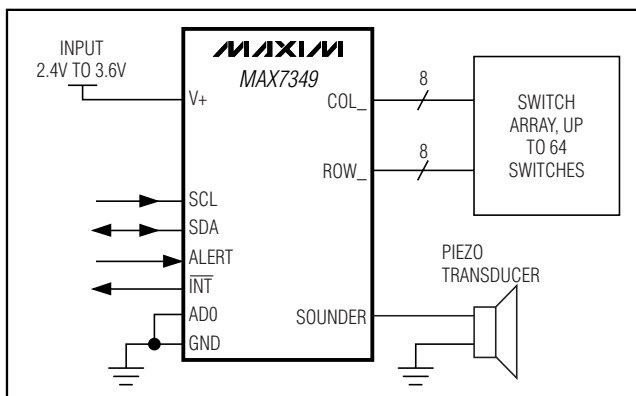 INPUT
2.4V TO 3.6V
MAXIM
MAX7349
V+
COL_
8
SWITCH
ARRAY, UP
TO 64
SWITCHES
ROW_
8
SCL
SDA
ALERT
INT
AD0
GND
SOUNDER
PIEZO
TRANSDUCER